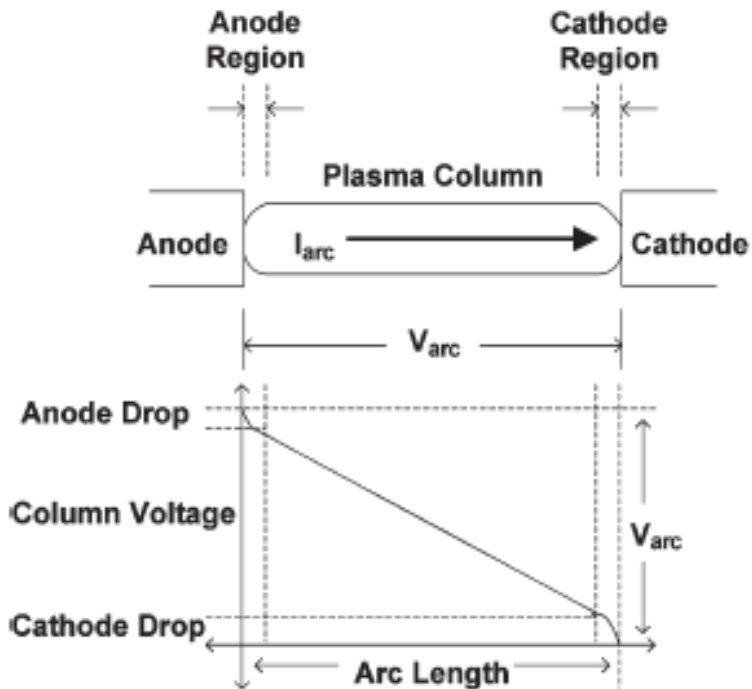 Anode
Region
Cathode
Region
Plasma Column
Anode
Iarc
Cathode
Varc
Anode Drop
Column Voltage
Varc
Cathode Drop
Arc Length